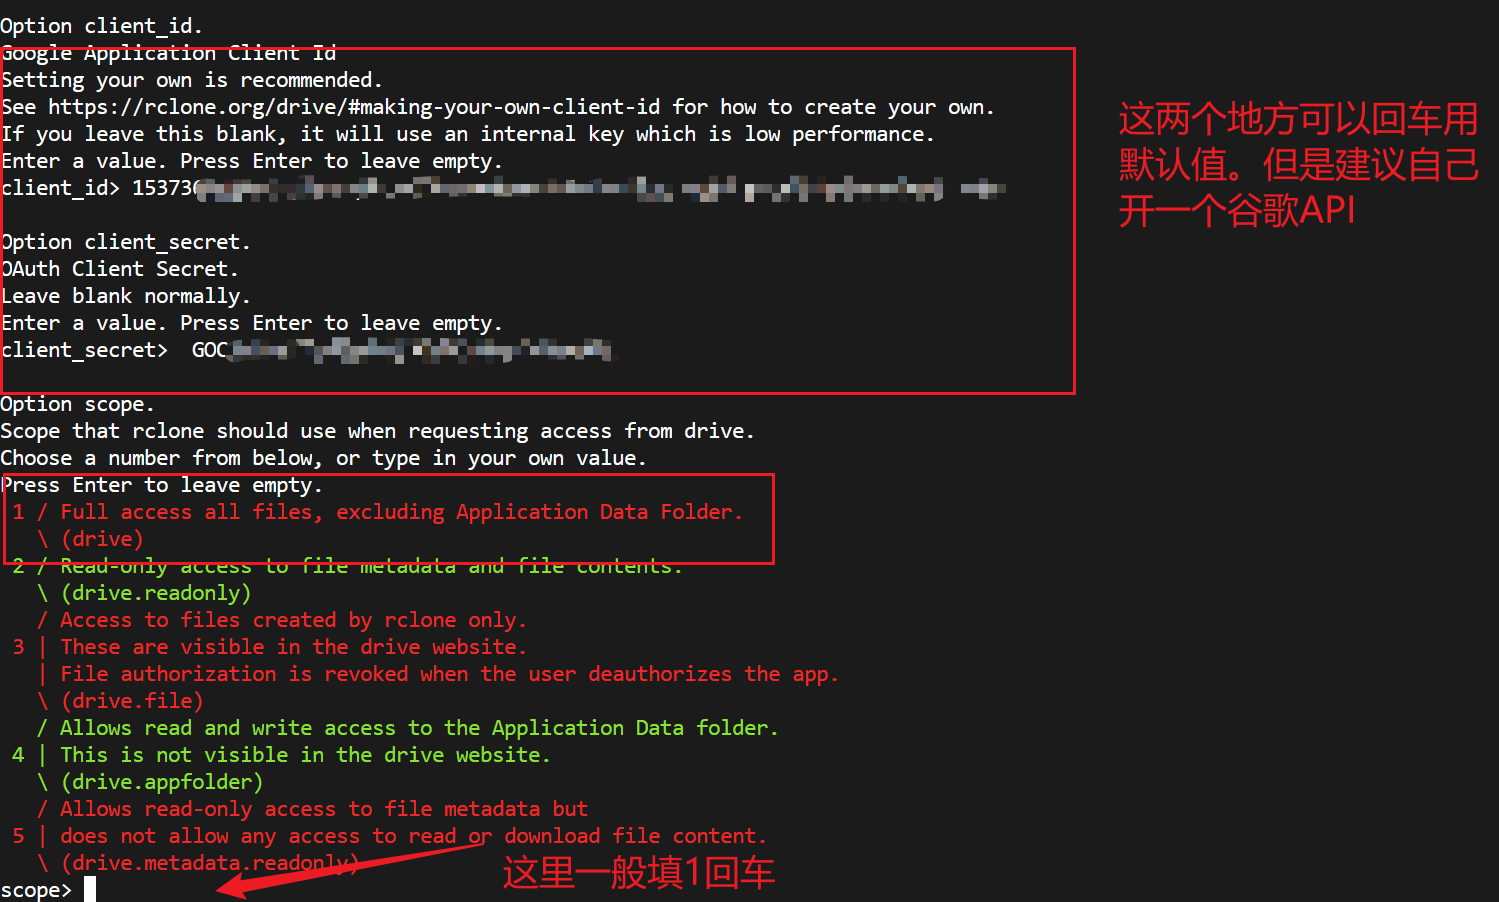 Option client_id.
Google Application Client Id
Setting your own is recommended.
See https://rclone.org/drive/#making-your-own-client-id for how to create your own.
If you leave this blank, it will use an internal key which is low performance.
Enter a value. Press Enter to leave empty.
client_id> 15373
这两个地方可以回车用
默认值。但是建议自己
开一个谷歌API
Option client_secret.
OAuth Client Secret.
Leave blank normally.
Enter a value. Press Enter to leave empty.
client_secret> GOC
Option scope.
Scope that rclone should use when requesting access from drive.
Choose a number from below, or type in your own value.
Press Enter to leave empty.
1 / Full access all files, excluding Application Data Folder.
\ (drive)
2 / Read-only access to file metadata and file contents.
\ (drive.readonly)
/ Access to files created by rclone only.
3 | These are visible in the drive website.
| File authorization is revoked when the user deauthorizes the app.
\ (drive.file)
/ Allows read and write access to the Application Data folder.
4 | This is not visible in the drive website.
\ (drive.appfolder)
/ Allows read-only access to file metadata but
5 | does not allow any access to read or download file content.
\ (drive.metadata.readonly)
这里一般填1回车
scope>